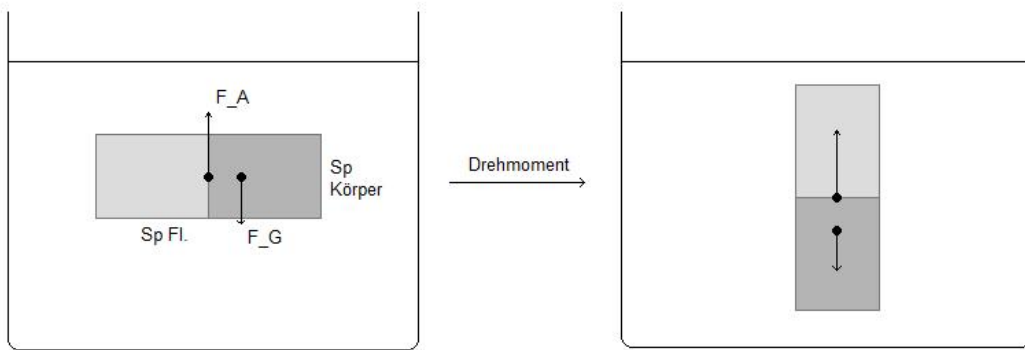 F_A
Sp
Körper
Sp Fl.
F_G
Drehmoment